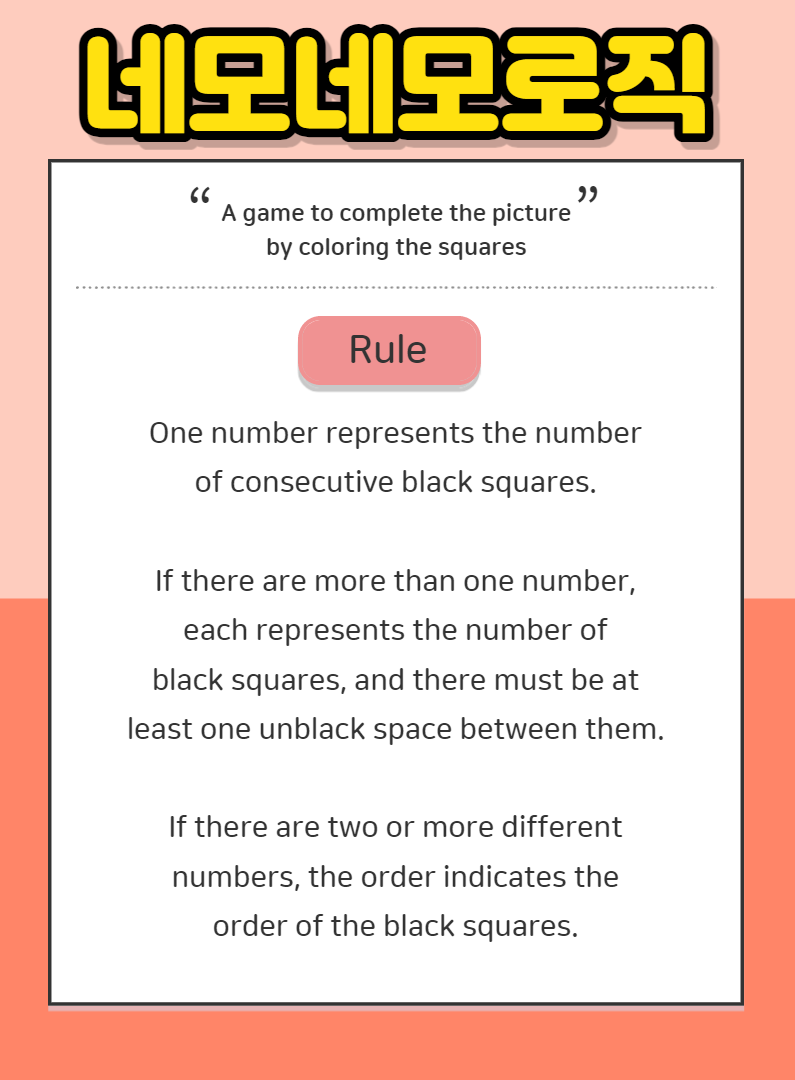 네모네모로직
“ A game to complete the picture ”
by coloring the squares
Rule
One number represents the number
of consecutive black squares.
If there are more than one number,
each represents the number of
black squares, and there must be at
least one unblack space between them.
If there are two or more different
numbers, the order indicates the
order of the black squares.